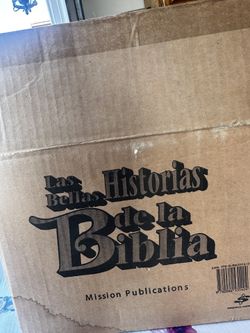 Las Bellas Historias
de la
Biblia
Mission Publications